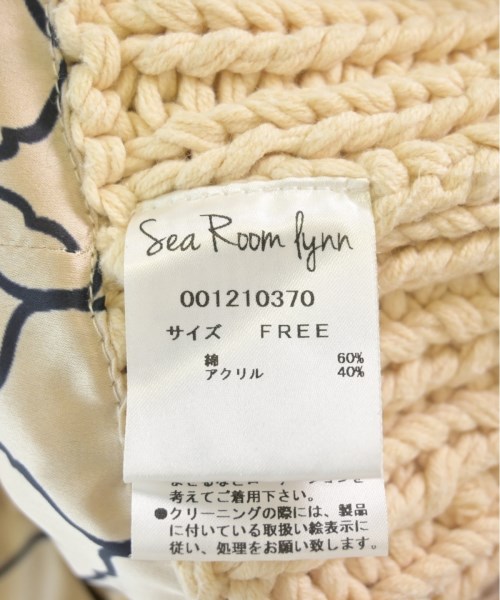 Sea Room lynn
001210370
サイズ FREE
綿 60%
アクリル 40%
考えてご着用下さい。
●クリーニングの際には、製品
に付いている取扱い絵表示に
従い、処理をお願い致します。